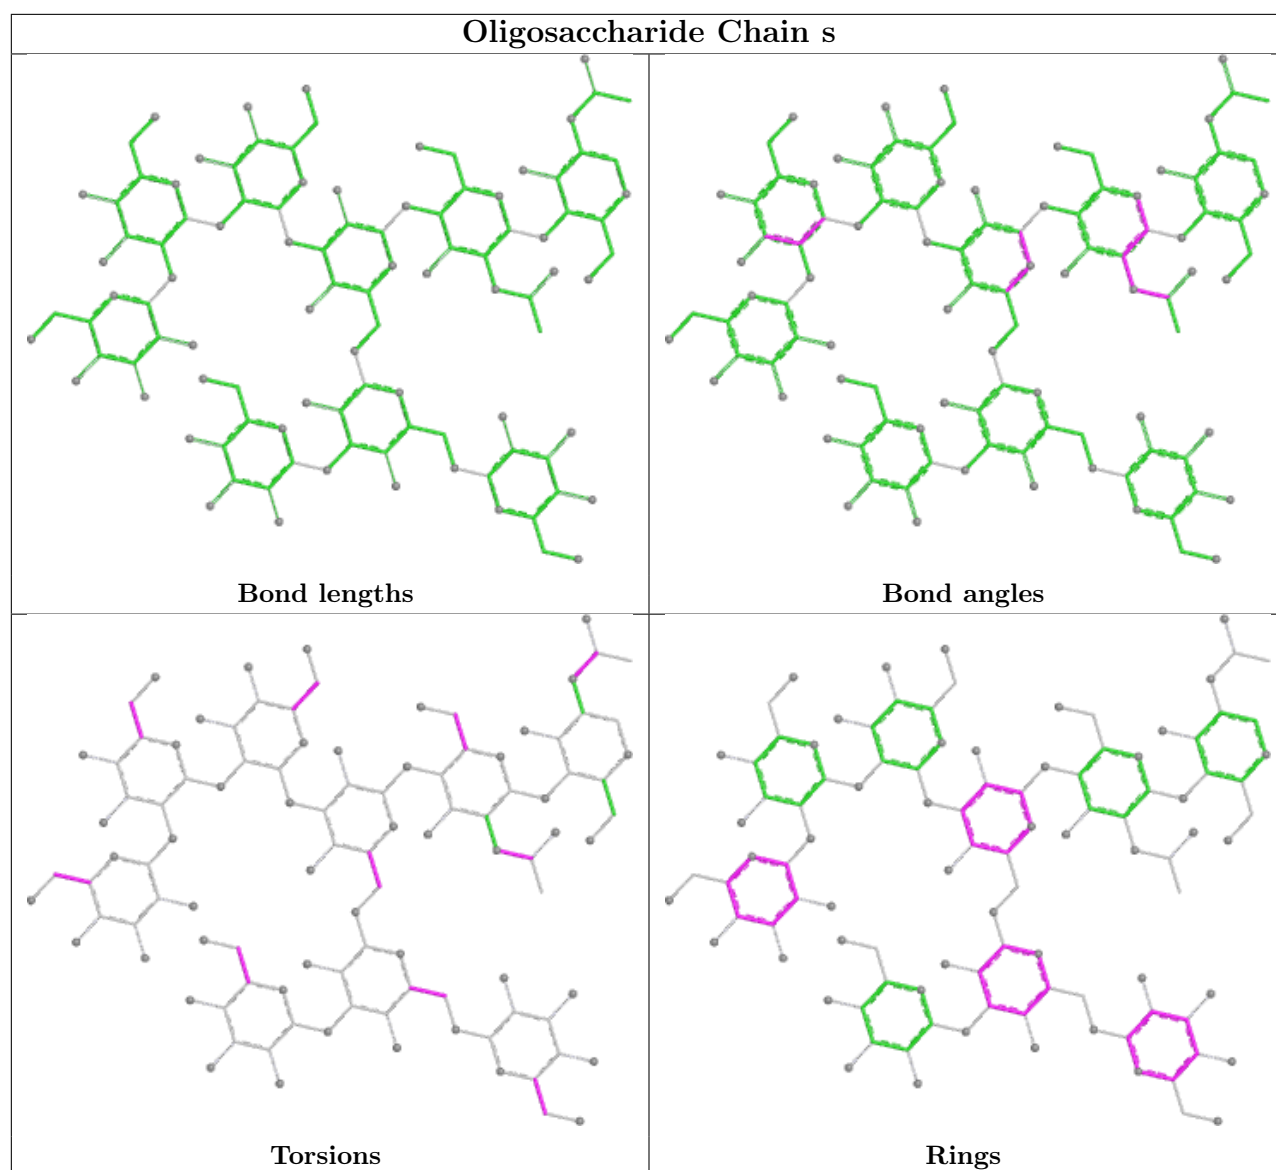 Oligosaccharide Chain s
Bond lengths
Bond angles
Torsions
Rings